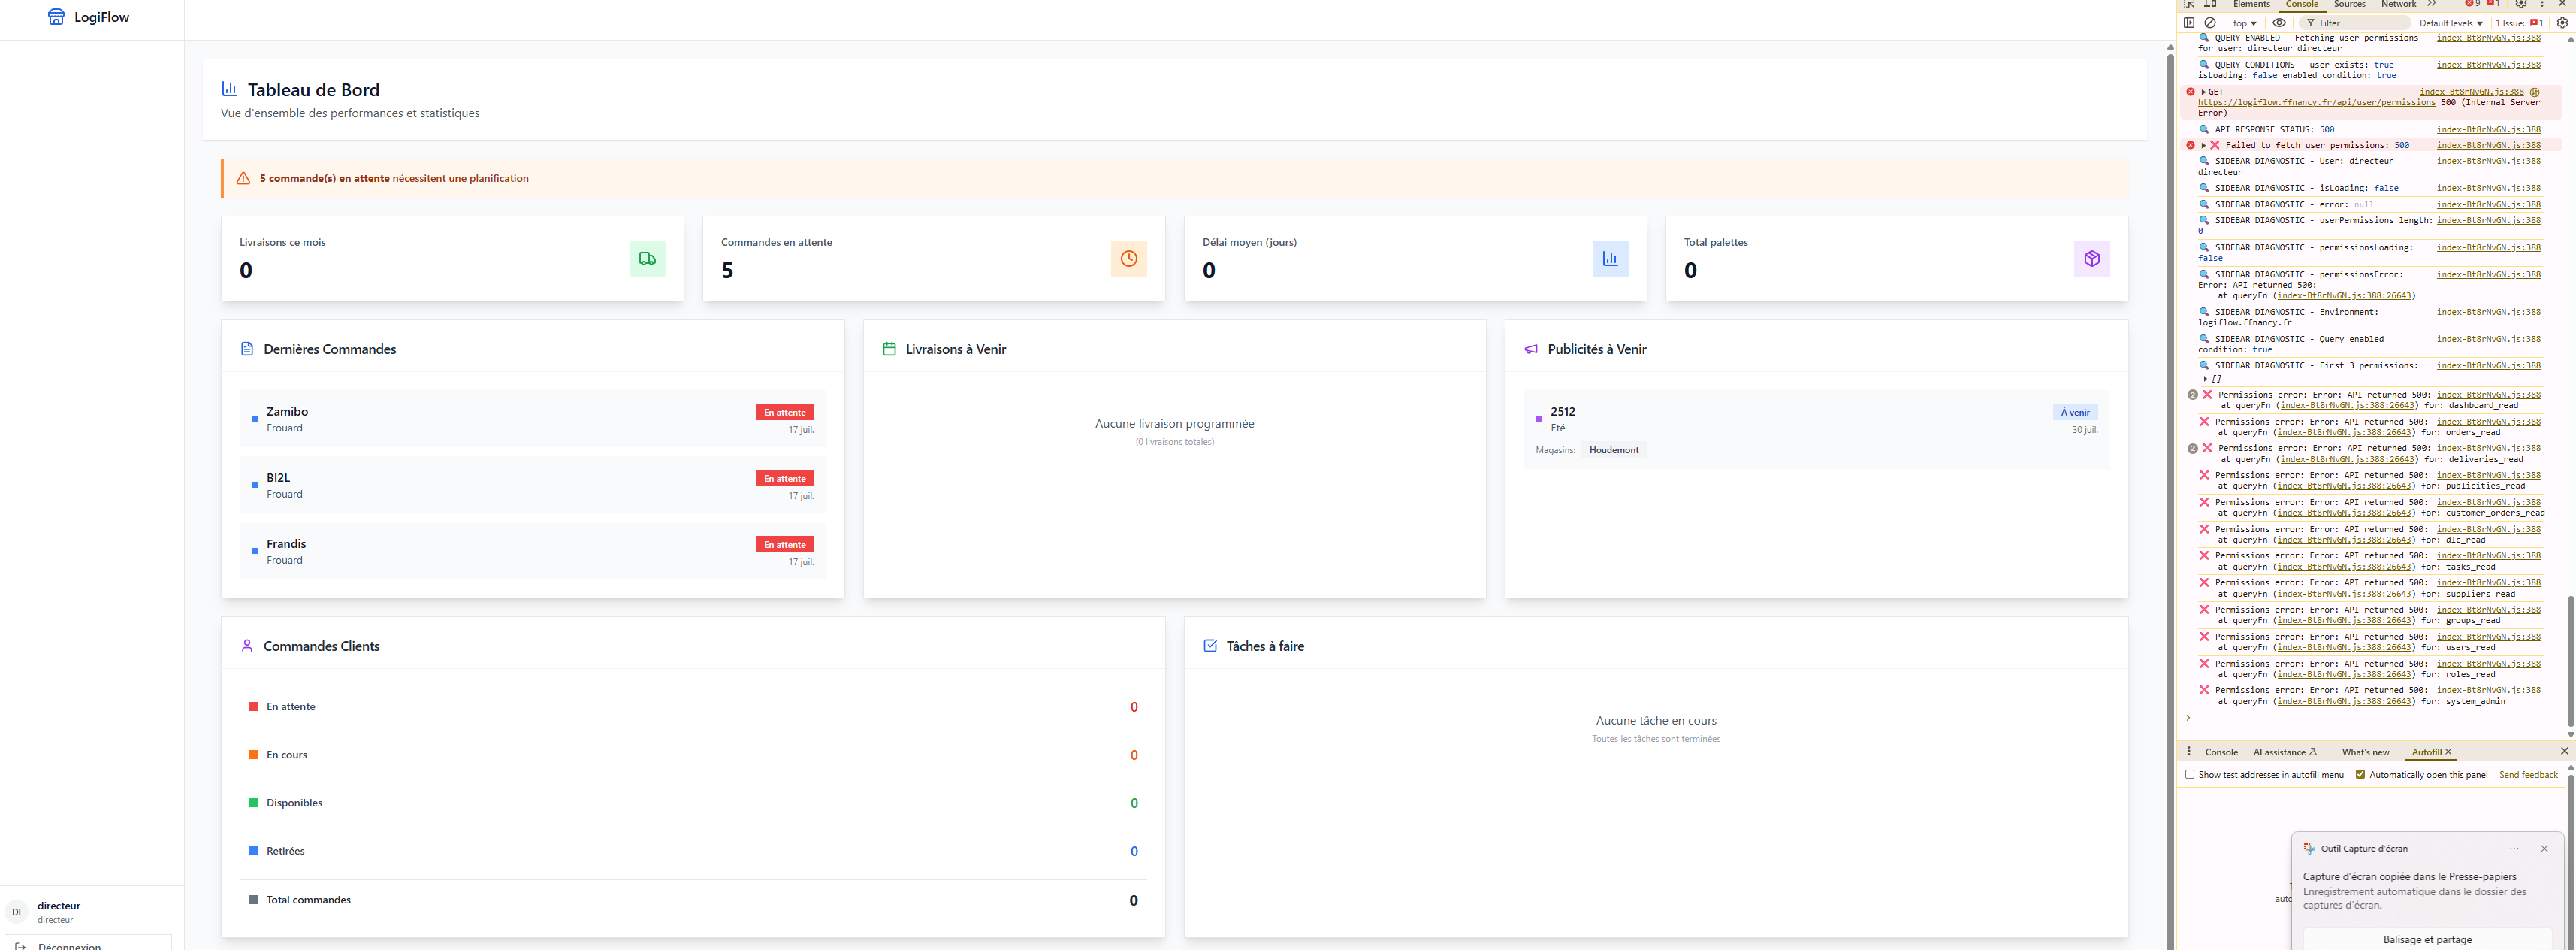 LogiFlow
Tableau de Bord
Vue d'ensemble des performances et statistiques
5 commande(s) en attente nécessitent une planification
Livraisons ce mois
0
Commandes en attente
5
Délai moyen (jours)
0
Total palettes
0
Dernières Commandes
Zamibo
Frouard
En attente
17 juil.
BI2L
Frouard
En attente
17 juil.
Frandis
Frouard
En attente
17 juil.
Livraisons à Venir
Aucune livraison programmée
(0 livraisons totales)
Publicités à Venir
2512
Eté
À venir
30 juil.
Magasins: Houdemont
Commandes Clients
En attente 0
En cours 0
Disponibles 0
Retirées 0
Total commandes 0
Tâches à faire
Aucune tâche en cours
Toutes les tâches sont terminées
DI
directeur
directeur
Déconnexion
Elements Console Sources Network 9 1
top Filter Default levels 1 Issue: 1
QUERY ENABLED - Fetching user permissions index-Bt8rNvGN.js:388
for user: directeur directeur
QUERY CONDITIONS - user exists: true index-Bt8rNvGN.js:388
isLoading: false enabled condition: true
GET index-Bt8rNvGN.js:388
https://logiflow.ffnancy.fr/api/user/permissions 500 (Internal Server
Error)
API RESPONSE STATUS: 500 index-Bt8rNvGN.js:388
❌ Failed to fetch user permissions: 500 index-Bt8rNvGN.js:388
SIDEBAR DIAGNOSTIC - User: directeur index-Bt8rNvGN.js:388
directeur
SIDEBAR DIAGNOSTIC - isLoading: false index-Bt8rNvGN.js:388
SIDEBAR DIAGNOSTIC - error: null index-Bt8rNvGN.js:388
SIDEBAR DIAGNOSTIC - userPermissions length: index-Bt8rNvGN.js:388
0
SIDEBAR DIAGNOSTIC - permissionsLoading: index-Bt8rNvGN.js:388
false
SIDEBAR DIAGNOSTIC - permissionsError: index-Bt8rNvGN.js:388
Error: API returned 500:
at queryFn (index-Bt8rNvGN.js:388:26643)
SIDEBAR DIAGNOSTIC - Environment: index-Bt8rNvGN.js:388
logiflow.ffnancy.fr
SIDEBAR DIAGNOSTIC - Query enabled index-Bt8rNvGN.js:388
condition: true
SIDEBAR DIAGNOSTIC - First 3 permissions: index-Bt8rNvGN.js:388
[]
2 ❌ Permissions error: Error: API returned 500: index-Bt8rNvGN.js:388
at queryFn (index-Bt8rNvGN.js:388:26643) for: dashboard_read
❌ Permissions error: Error: API returned 500: index-Bt8rNvGN.js:388
at queryFn (index-Bt8rNvGN.js:388:26643) for: orders_read
2 ❌ Permissions error: Error: API returned 500: index-Bt8rNvGN.js:388
at queryFn (index-Bt8rNvGN.js:388:26643) for: deliveries_read
❌ Permissions error: Error: API returned 500: index-Bt8rNvGN.js:388
at queryFn (index-Bt8rNvGN.js:388:26643) for: publicities_read
❌ Permissions error: Error: API returned 500: index-Bt8rNvGN.js:388
at queryFn (index-Bt8rNvGN.js:388:26643) for: customer_orders_read
❌ Permissions error: Error: API returned 500: index-Bt8rNvGN.js:388
at queryFn (index-Bt8rNvGN.js:388:26643) for: dlc_read
❌ Permissions error: Error: API returned 500: index-Bt8rNvGN.js:388
at queryFn (index-Bt8rNvGN.js:388:26643) for: tasks_read
❌ Permissions error: Error: API returned 500: index-Bt8rNvGN.js:388
at queryFn (index-Bt8rNvGN.js:388:26643) for: suppliers_read
❌ Permissions error: Error: API returned 500: index-Bt8rNvGN.js:388
at queryFn (index-Bt8rNvGN.js:388:26643) for: groups_read
❌ Permissions error: Error: API returned 500: index-Bt8rNvGN.js:388
at queryFn (index-Bt8rNvGN.js:388:26643) for: users_read
❌ Permissions error: Error: API returned 500: index-Bt8rNvGN.js:388
at queryFn (index-Bt8rNvGN.js:388:26643) for: roles_read
❌ Permissions error: Error: API returned 500: index-Bt8rNvGN.js:388
at queryFn (index-Bt8rNvGN.js:388:26643) for: system_admin
Console AI assistance What's new Autofill
Show test addresses in autofill menu Automatically open this panel Send feedback
Outil Capture d'écran
Capture d'écran copiée dans le Presse-papiers
Enregistrement automatique dans le dossier des
captures d'écran.
Balisage et partage